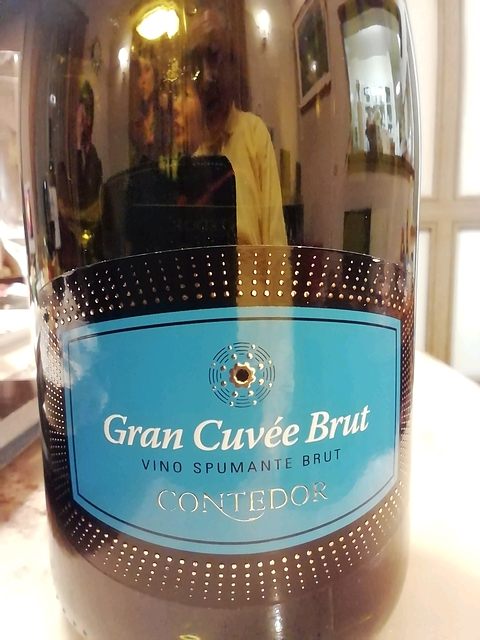 Gran Cuvée Brut
VINO SPUMANTE BRUT
CONTEDOR